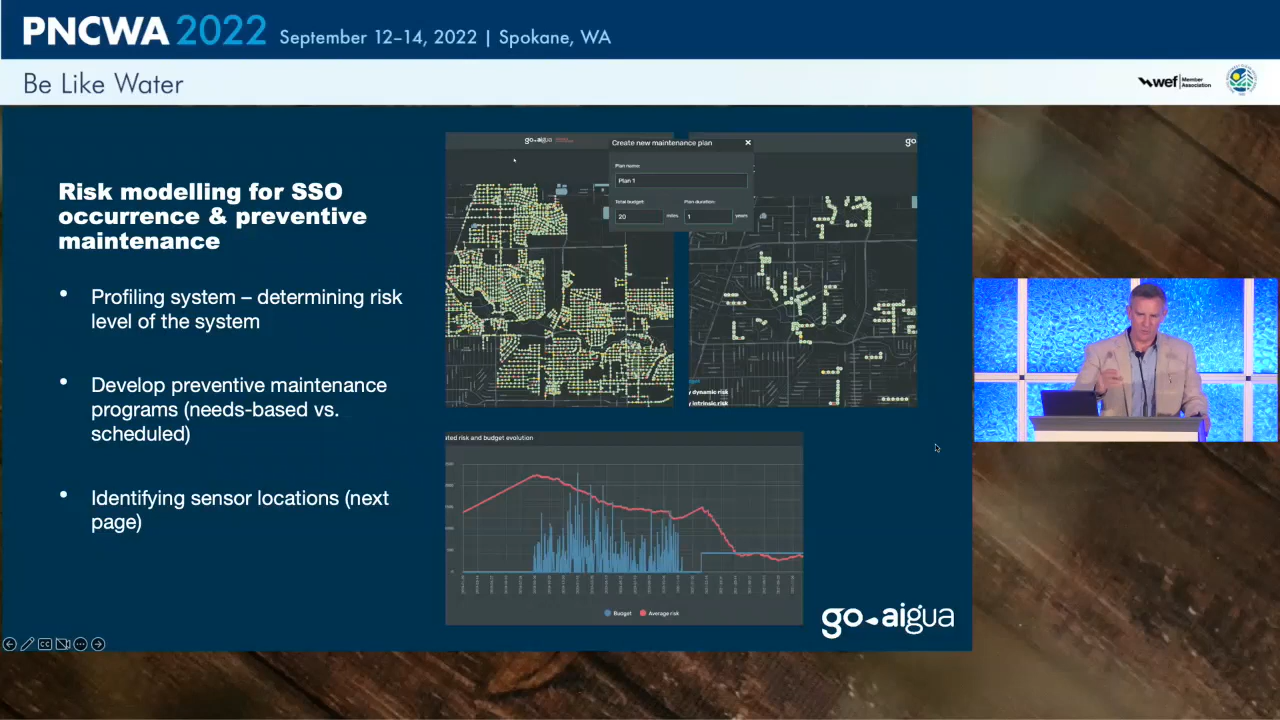 PNCWA 2022 September 12–14, 2022 | Spokane, WA
Be Like Water
wef Member Association
Risk modelling for SSO
occurrence & preventive
maintenance
• Profiling system – determining risk
level of the system
• Develop preventive maintenance
programs (needs-based vs.
scheduled)
• Identifying sensor locations (next
page)
go aigua
Create new maintenance plan
Plan name
Plan 1
Total budget: Plan duration:
20 miles 1 years
go
y dynamic risk
y intrinsic risk
ated risk and budget evolution
Budget Average risk
go aigua
CC